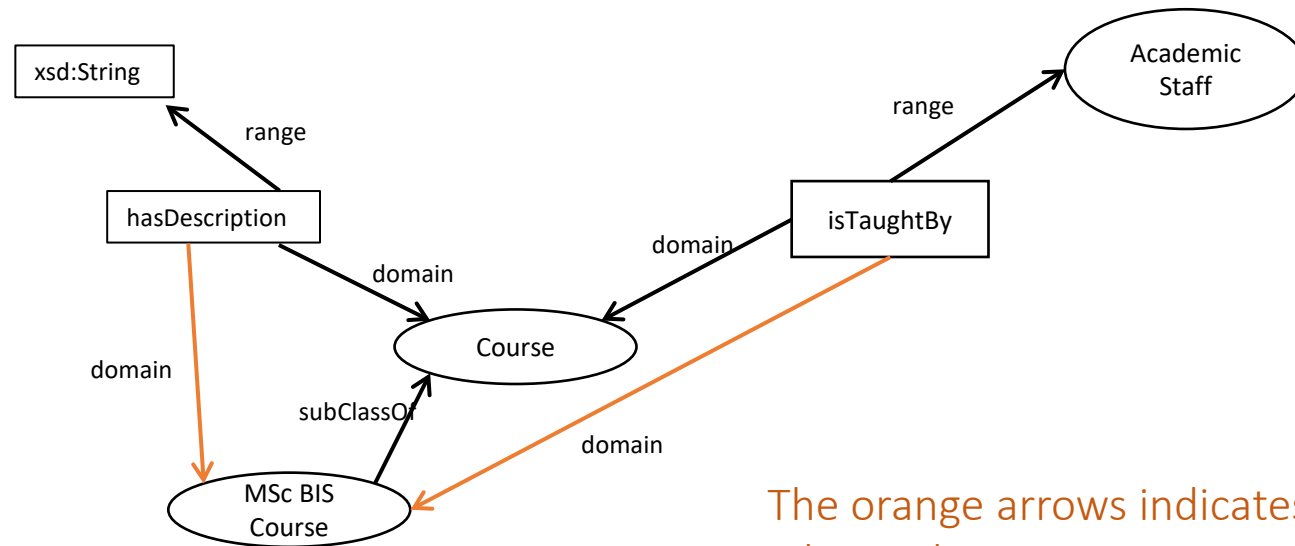 xsd:String
Academic
Staff
range
range
hasDescription
isTaughtBy
domain
domain
Course
domain
subClassOf
domain
MSc BIS
Course
The orange arrows indicates